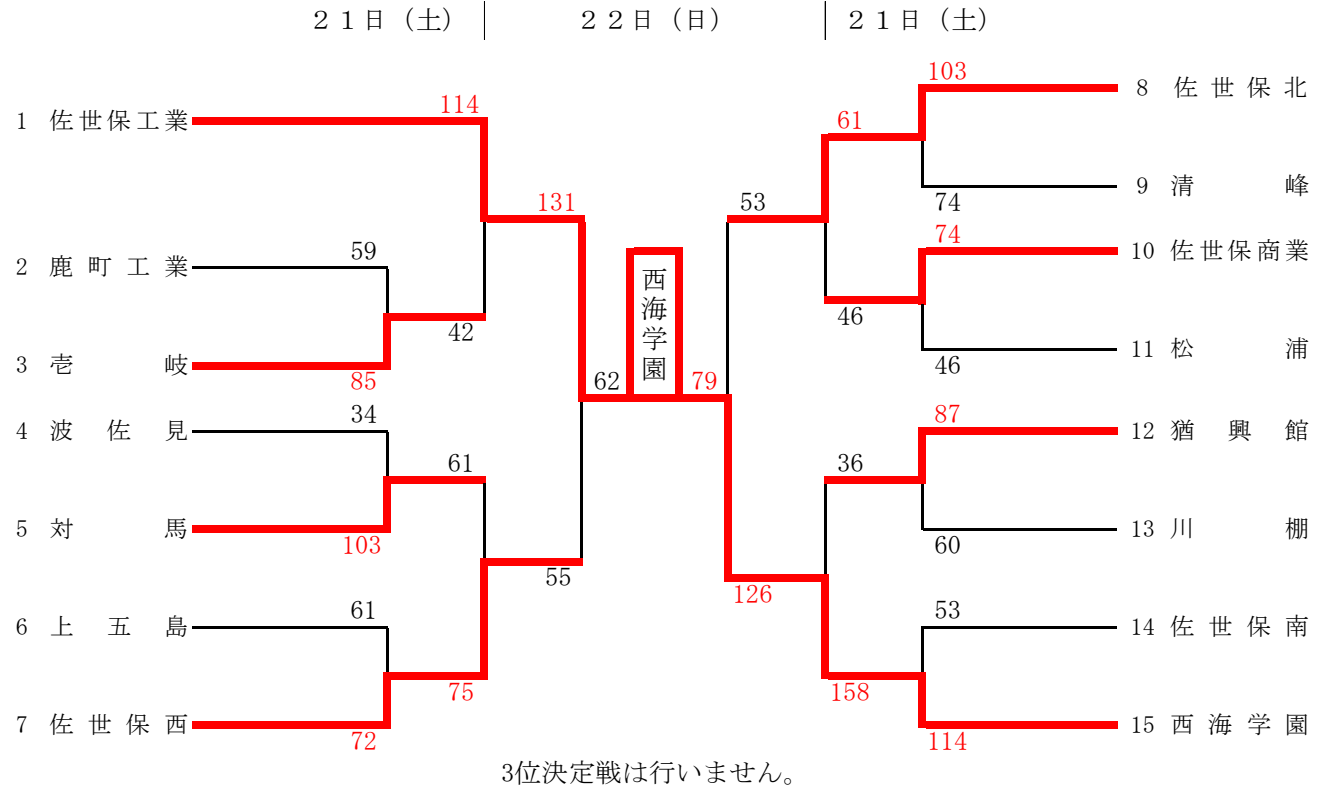 ２１日（土） ２２日（日） ２１日（土）
103
8 佐世保北
114
1 佐世保工業
61
9 清峰
131
53
74
74
59
10 佐世保商業
2 鹿町工業
西海学園
46
42
11 松浦
3 壱岐
62
79
46
85
34
87
4 波佐見
12 猶興館
61
36
5 対馬
13 川棚
103
60
55
126
61
53
6 上五島
14 佐世保南
75
158
7 佐世保西
15 西海学園
72
114
3位決定戦は行いません。